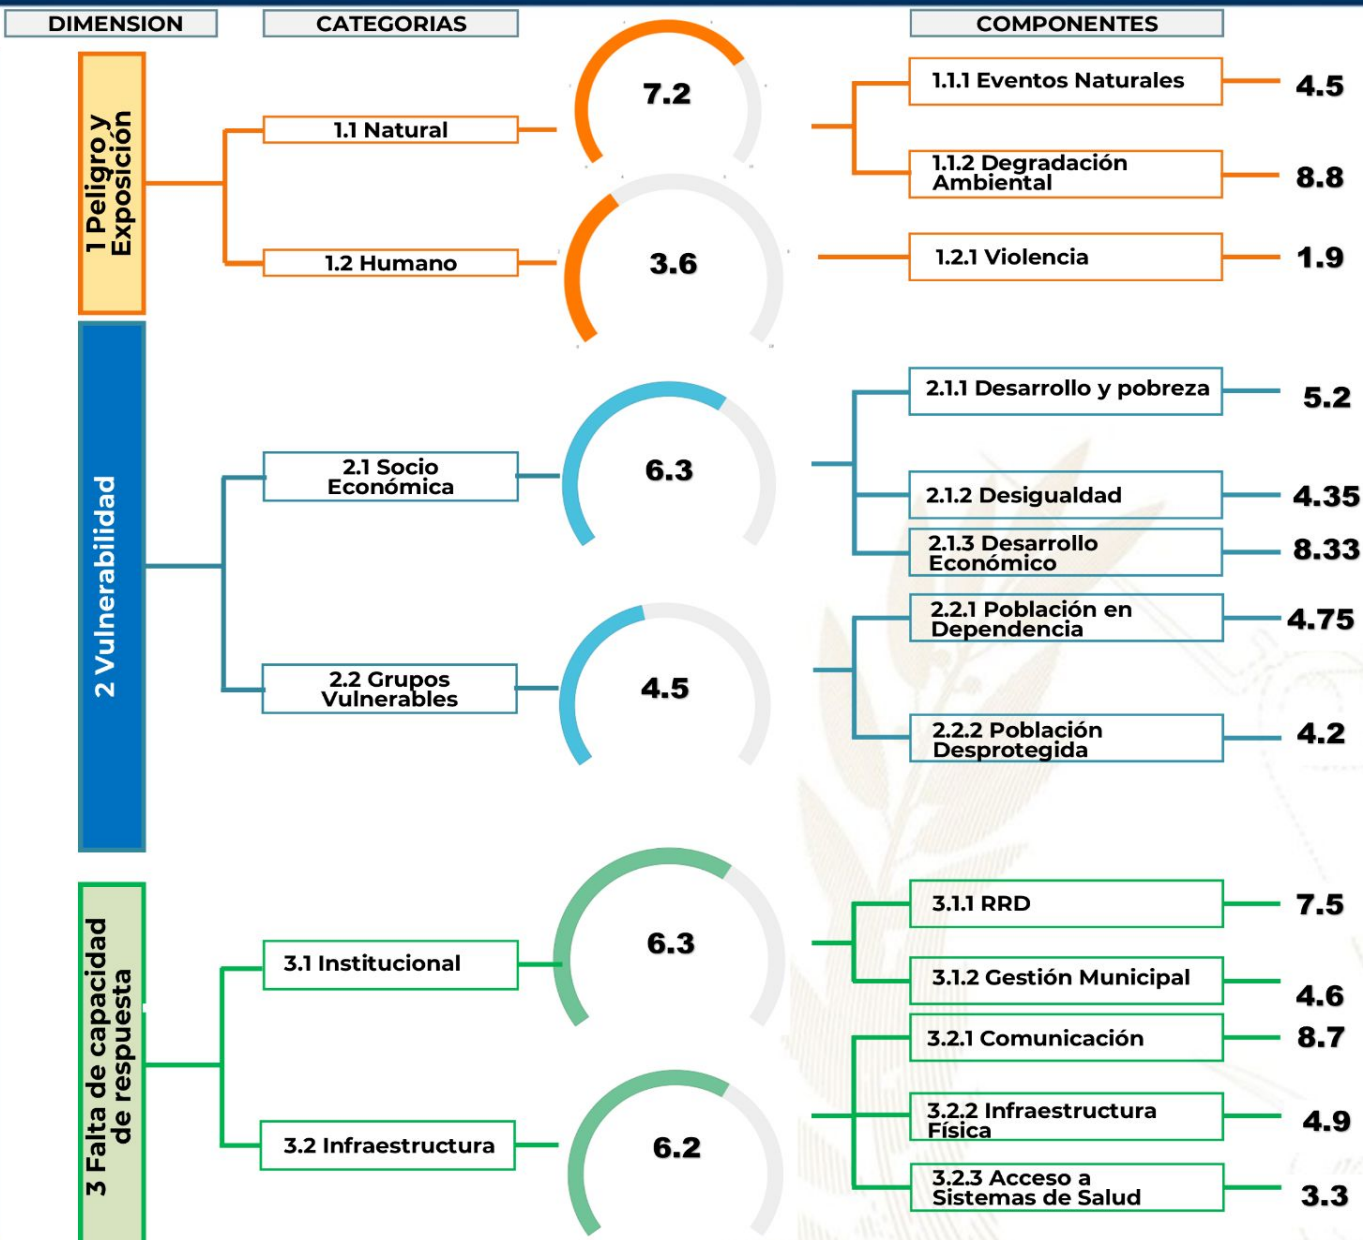 DIMENSION
CATEGORIAS
COMPONENTES
1 Peligro y
Exposición
1.1 Natural
7.2
1.1.1 Eventos Naturales
4.5
1.1.2 Degradación
Ambiental
8.8
1.2 Humano
3.6
1.2.1 Violencia
1.9
2 Vulnerabilidad
2.1 Socio
Económica
6.3
2.1.1 Desarrollo y pobreza
5.2
2.1.2 Desigualdad
4.35
2.1.3 Desarrollo
Económico
8.33
2.2 Grupos
Vulnerables
4.5
2.2.1 Población en
Dependencia
4.75
2.2.2 Población
Desprotegida
4.2
3 Falta de capacidad
de respuesta
3.1 Institucional
6.3
3.1.1 RRD
7.5
3.1.2 Gestión Municipal
4.6
3.2 Infraestructura
6.2
3.2.1 Comunicación
8.7
3.2.2 Infraestructura
Física
4.9
3.2.3 Acceso a
Sistemas de Salud
3.3